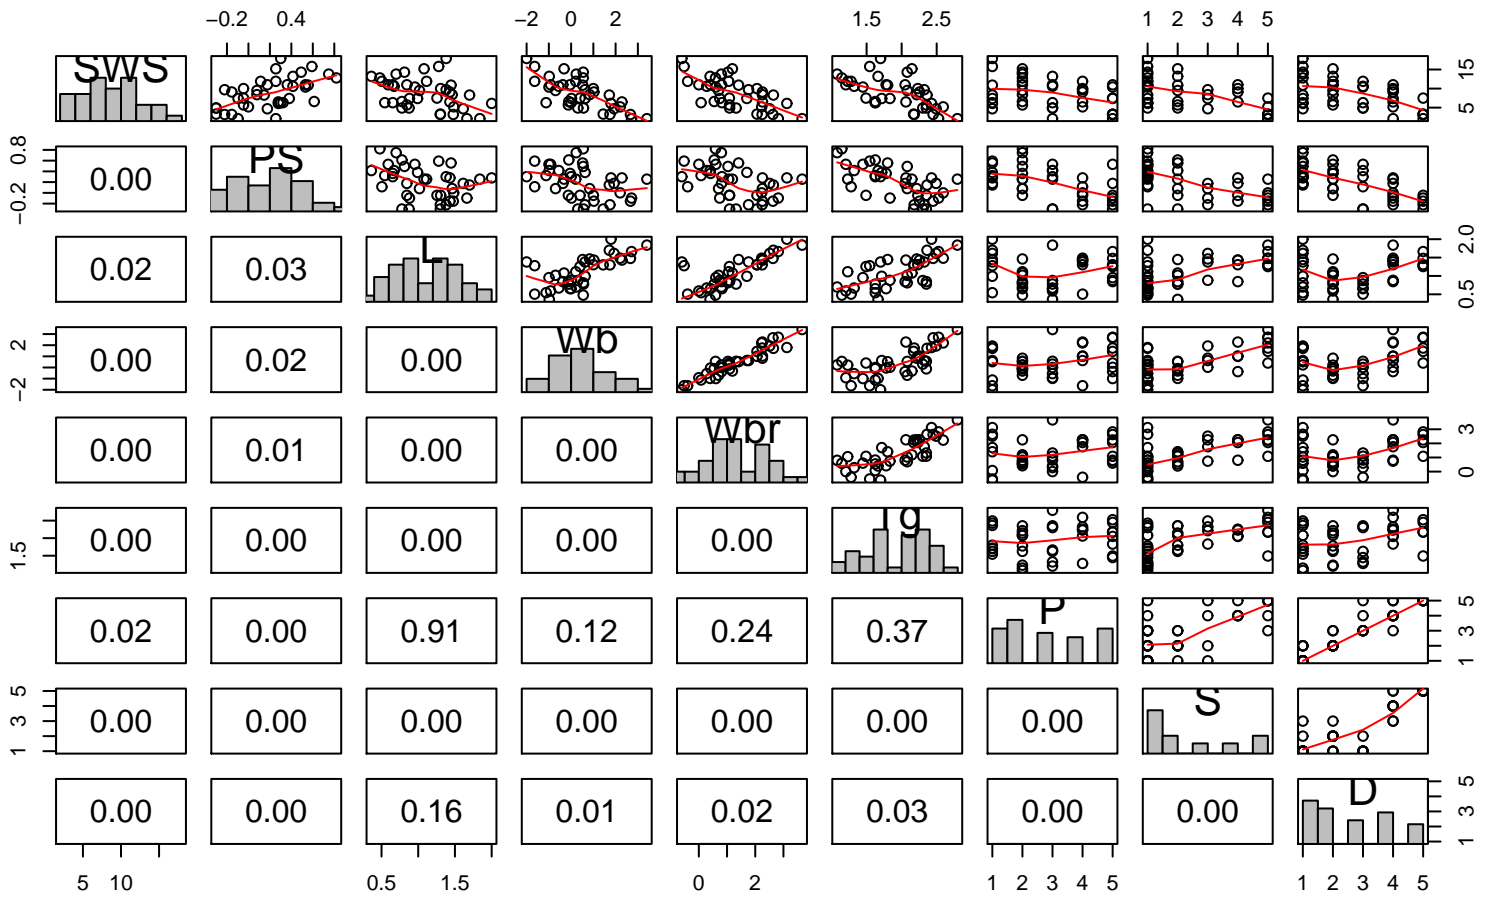 −0.2 0.4 −2 0 2 1.5 2.5 1 2 3 4 5
SWS 5 15
−0.2 0.8 0.00 PS
0.02 0.03 L 0.5 2.0
−2 2 0.00 0.02 0.00 Wb
0.00 0.01 0.00 0.00 Wbr 0 3
1.5 0.00 0.00 0.00 0.00 0.00 Tg
0.02 0.00 0.91 0.12 0.24 0.37 P 1 3 5
1 3 5 0.00 0.00 0.00 0.00 0.00 0.00 0.00 S
0.00 0.00 0.16 0.01 0.02 0.03 0.00 0.00 D 1 3 5
5 10 0.5 1.5 0 2 1 2 3 4 5 1 2 3 4 5